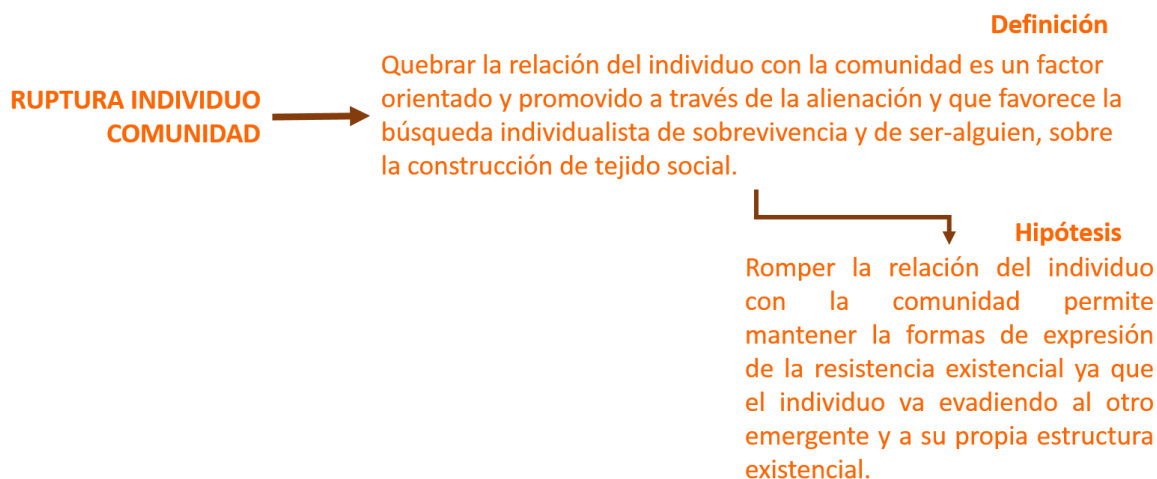 RUPTURA INDIVIDUO
COMUNIDAD
Definición
Quebrar la relación del individuo con la comunidad es un factor
orientado y promovido a través de la alienación y que favorece la
búsqueda individualista de sobrevivencia y de ser-alguien, sobre
la construcción de tejido social.
Hipótesis
Romper la relación del individuo
con la comunidad permite
mantener la formas de expresión
de la resistencia existencial ya que
el individuo va evadiendo al otro
emergente y a su propia estructura
existencial.